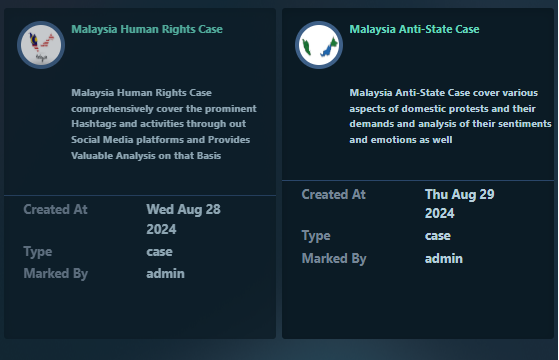 Malaysia Human Rights Case
Malaysia Human Rights Case
comprehensively cover the prominent
Hashtags and activities through out
Social Media platforms and Provides
Valuable Analysis on that Basis
Created At Wed Aug 28
2024
Type case
Marked By admin
Malaysia Anti-State Case
Malaysia Anti-State Case cover various
aspects of domestic protests and their
demands and analysis of their sentiments
and emotions as well
Created At Thu Aug 29
2024
Type case
Marked By admin